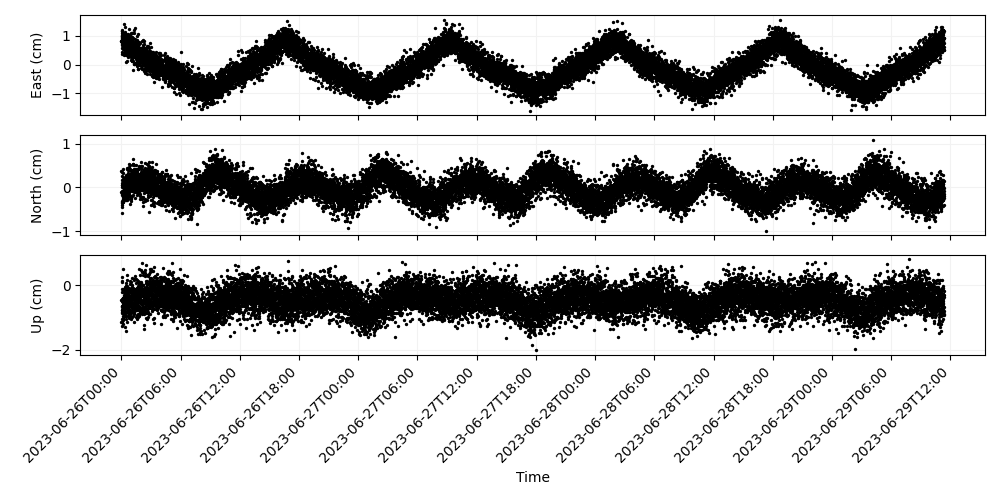 East (cm)
1
0
−1
North (cm)
1
0
−1
Up (cm)
0
−2
2023-06-26T00:00
2023-06-26T06:00
2023-06-26T12:00
2023-06-26T18:00
2023-06-27T00:00
2023-06-27T06:00
2023-06-27T12:00
2023-06-27T18:00
2023-06-28T00:00
2023-06-28T06:00
2023-06-28T12:00
2023-06-28T18:00
2023-06-29T00:00
2023-06-29T06:00
2023-06-29T12:00
Time